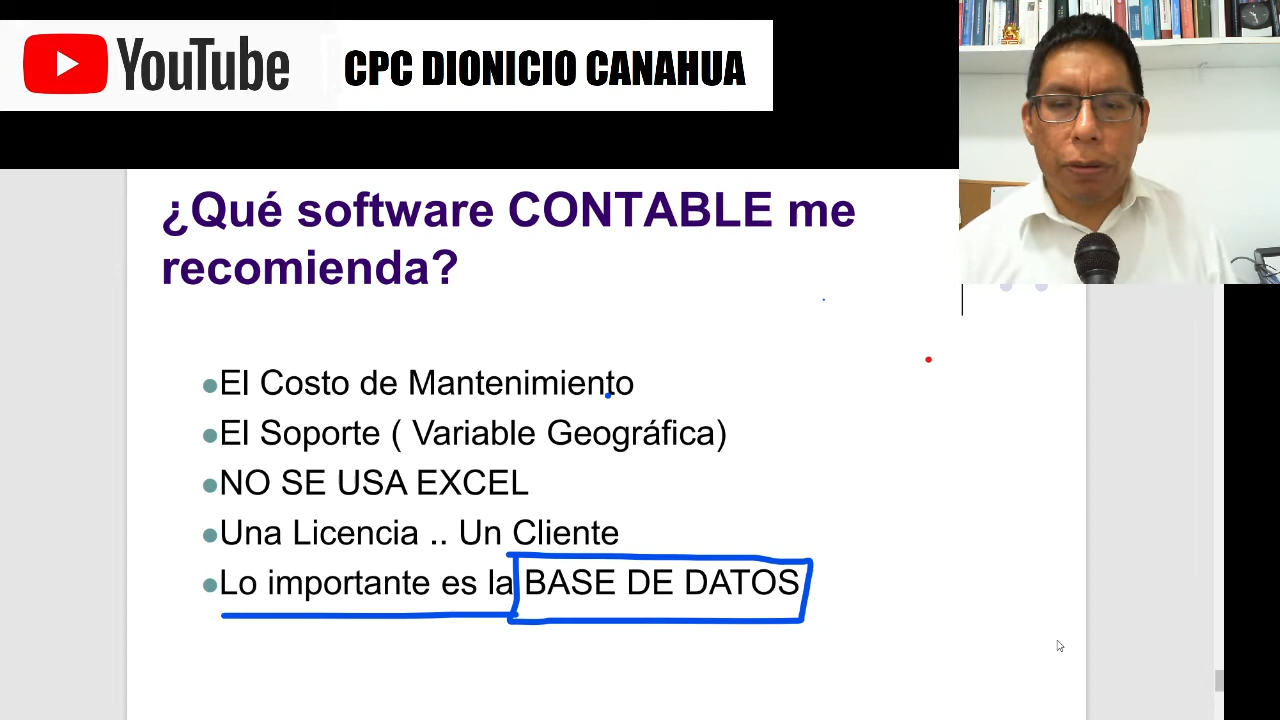 YouTube CPC DIONICIO CANAHUA
¿Qué software CONTABLE me
recomienda?
El Costo de Mantenimiento
El Soporte ( Variable Geográfica)
NO SE USA EXCEL
Una Licencia .. Un Cliente
Lo importante es la BASE DE DATOS